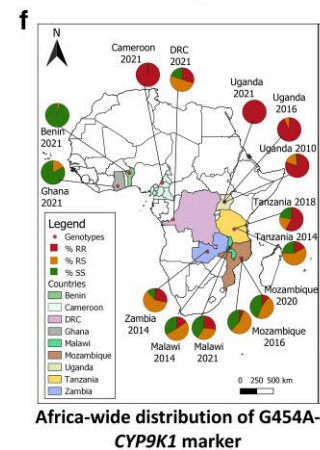 f
N
Cameroon
2021
DRC
2021
Uganda
2021
Uganda
2016
Uganda 2010
Benin
2021
Ghana
2021
Tanzania 2018
Tanzania 2014
Mozambique
2020
Mozambique
2016
Zambia
2014
Malawi
2014
Malawi
2021
Legend
Genotypes
% RR
% RS
% SS
Countries
Benin
Cameroon
DRC
Ghana
Malawi
Mozambique
Uganda
Tanzania
Zambia
0 250 500 km
Africa-wide distribution of G454A-
CYP9K1 marker